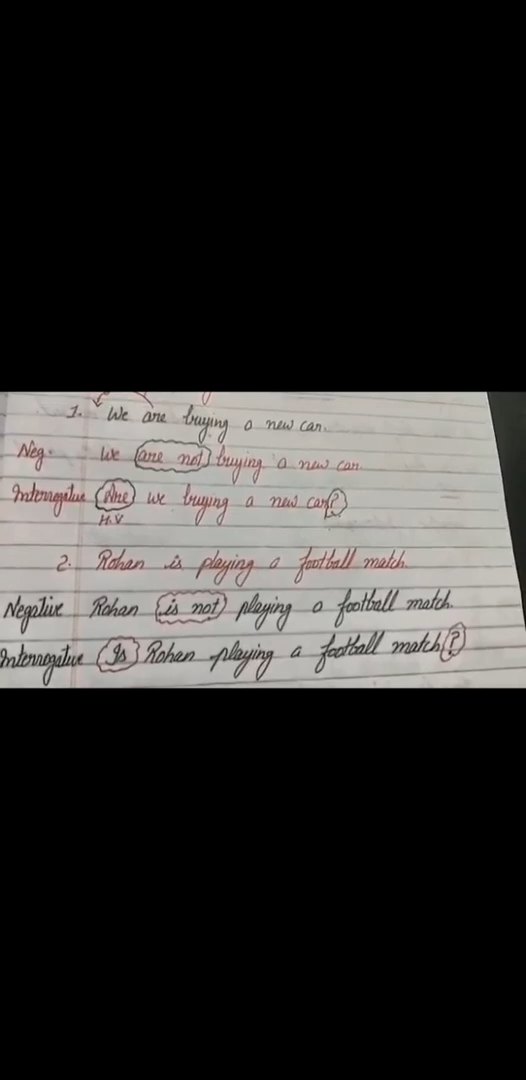 1. We are buying a new car.
Neg. We are not buying a new car.
Interrogative Are we buying a new car?
H.V
2. Rohan is playing a football match.
Negative Rohan is not playing a football match.
Interrogative Is Rohan playing a football match?